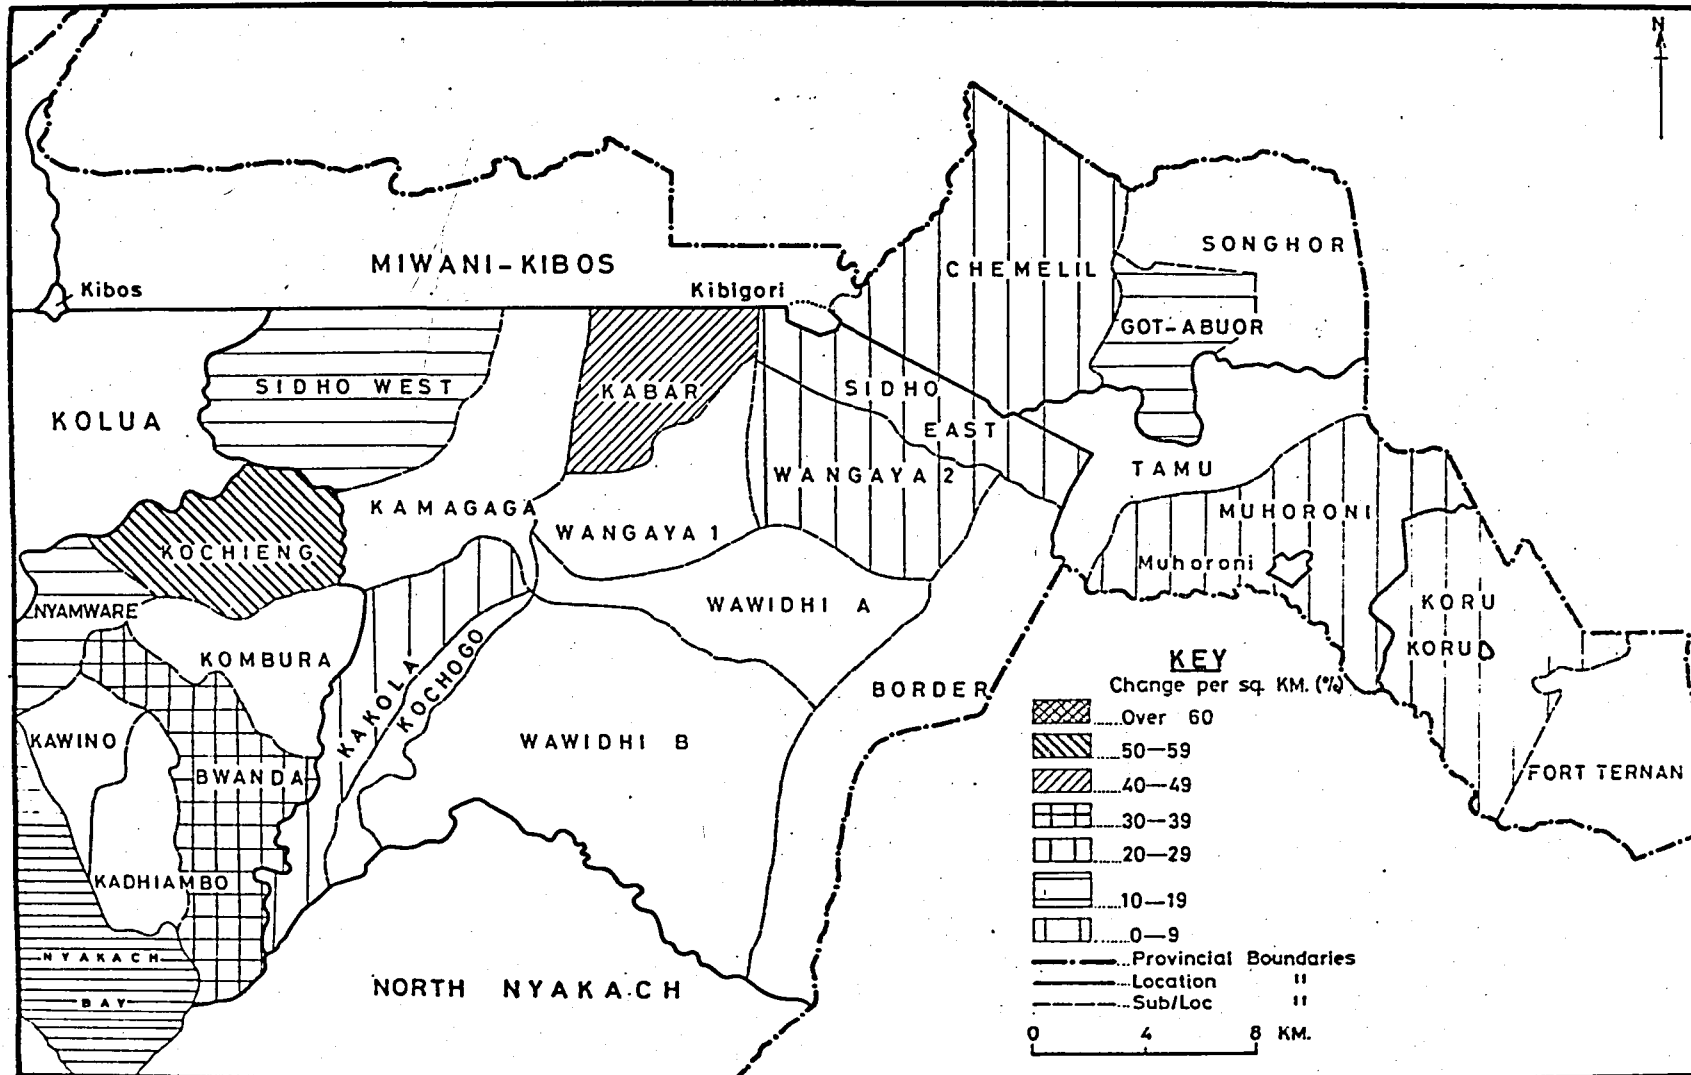 N
SONGHOR
MIWANI-KIBOS
CHEMELIL
Kibos
Kibigori
GOT-ABUOR
SIDHO WEST
KABAR
SIDHO
EAST
KOLUA
TAMU
WANGAYA 2
KAMAGAGA
MUHORONI
WANGAYA 1
KOCHIENG
Muhoroni
NYAMWARE
WAWIDHI A
KORU
KORU
KOMBURA
KAKOLA
KOCHOGO
BORDER
KAWINO
WAWIDHI B
BWANDA
FORT TERNAN
KADHIAMBO
NYAKACH
BAY
NORTH NYAKACH
KEY
Change per sq. KM. (%)
Over 60
50—59
40—49
30—39
20—29
10—19
0—9
Provincial Boundaries
Location "
Sub/Loc "
0 4 8 KM.